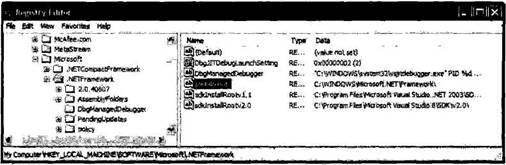 Registry Editor
File Edit View Favorites Help
McAfee.com
MetaStream
Microsoft
.NETCompactFramework
.NETFramework
2.0.40607
AssemblyFolders
DbgManagedDebugger
PendingUpdates
policy
Name Type Data
(Default) RE... (value not set)
DbgJITDebugLaunchSetting RE... 0x00000002 (2)
DbgManagedDebugger RE... "C:\WINDOWS\system32\vsjitdebugger.exe" PID %d ...
RE... C:\WINDOWS\Microsoft.NET\Framework\
sdkInstallRootv1.1 RE... C:\Program Files\Microsoft Visual Studio .NET 2003\SD...
sdkInstallRootv2.0 RE... C:\Program Files\Microsoft Visual Studio 8\SDK\v2.0\
My Computer\HKEY_LOCAL_MACHINE\SOFTWARE\Microsoft\.NETFramework